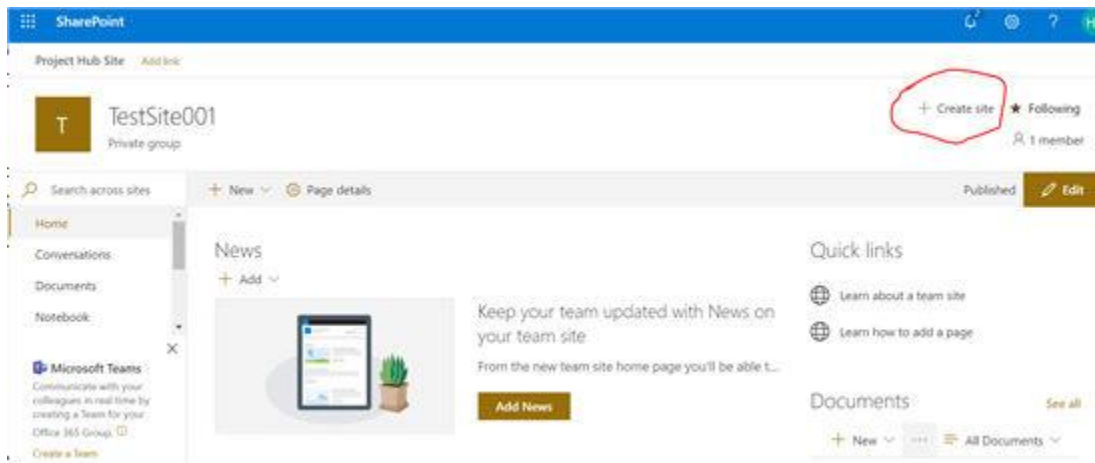 SharePoint
2
?
H
Project Hub Site Add link
T
TestSite001
Private group
+ Create site
★ Following
1 member
Search across sites
+ New
Page details
Published
Edit
Home
Conversations
Documents
Notebook
Microsoft Teams
Communicate with your
colleagues in real time by
creating a Team for your
Office 365 Group.
Create a Team
News
+ Add
Keep your team updated with News on
your team site
From the new team site home page you'll be able t...
Add News
Quick links
Learn about a team site
Learn how to add a page
Documents
See all
+ New
All Documents